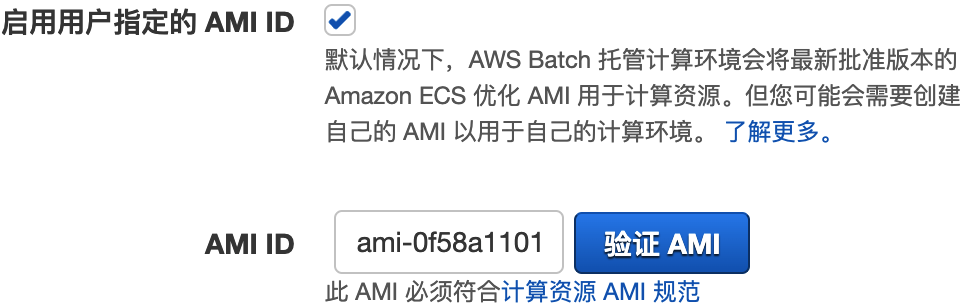 启用用户指定的 AMI ID
默认情况下，AWS Batch 托管计算环境会将最新批准版本的
Amazon ECS 优化 AMI 用于计算资源。但您可能会需要创建
自己的 AMI 以用于自己的计算环境。 了解更多。
AMI ID
ami-0f58a1101
验证 AMI
此 AMI 必须符合计算资源 AMI 规范